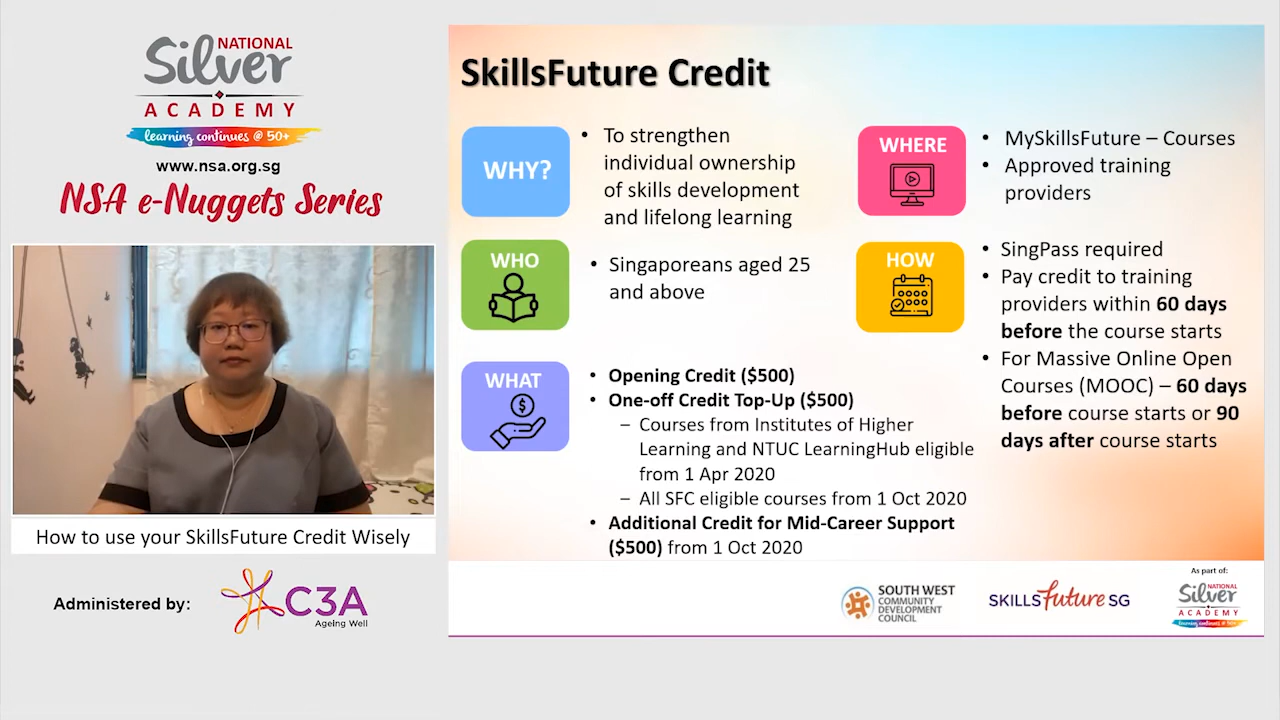 NATIONAL
Silver
ACADEMY
learning continues @ 50+
www.nsa.org.sg
NSA e-Nuggets Series
How to use your SkillsFuture Credit Wisely
Administered by:
C3A
Ageing Well
SkillsFuture Credit
WHY?
• To strengthen
individual ownership
of skills development
and lifelong learning
WHO
• Singaporeans aged 25
and above
WHAT
• Opening Credit ($500)
• One-off Credit Top-Up ($500)
– Courses from Institutes of Higher
Learning and NTUC LearningHub eligible
from 1 Apr 2020
– All SFC eligible courses from 1 Oct 2020
• Additional Credit for Mid-Career Support
($500) from 1 Oct 2020
WHERE
• MySkillsFuture – Courses
• Approved training
providers
HOW
• SingPass required
• Pay credit to training
providers within 60 days
before the course starts
• For Massive Online Open
Courses (MOOC) – 60 days
before course starts or 90
days after course starts
SOUTH WEST
COMMUNITY
DEVELOPMENT
COUNCIL
SKILLSfuture SG
As part of:
NATIONAL
Silver
ACADEMY
learning continues @ 50+